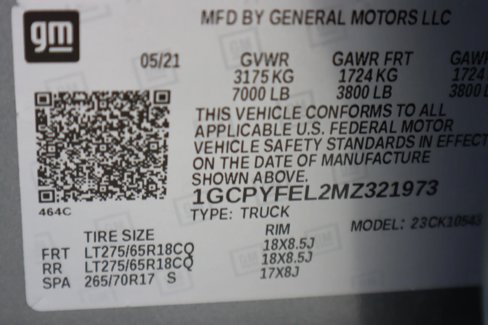 gm
MFD BY GENERAL MOTORS LLC
05/21 GVWR GAWR FRT GAWR
3175 KG 1724 KG 1724
7000 LB 3800 LB 3800
THIS VEHICLE CONFORMS TO ALL
APPLICABLE U.S. FEDERAL MOTOR
VEHICLE SAFETY STANDARDS IN EFFECT
ON THE DATE OF MANUFACTURE
SHOWN ABOVE.
1GCPYFEL2MZ321973
464C
TYPE: TRUCK
MODEL: 23CK10543
TIRE SIZE RIM
FRT LT275/65R18CQ 18X8.5J
RR LT275/65R18CQ 18X8.5J
SPA 265/70R17 S 17X8J